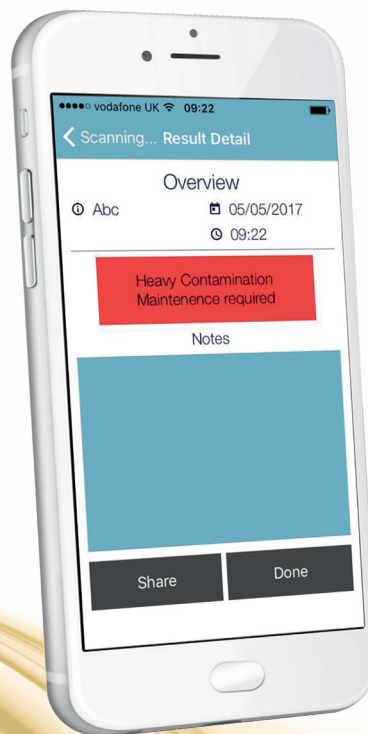 vodafone UK 09:22
Scanning... Result Detail
Overview
Abc 05/05/2017
09:22
Heavy Contamination
Maintenence required
Notes
Share Done